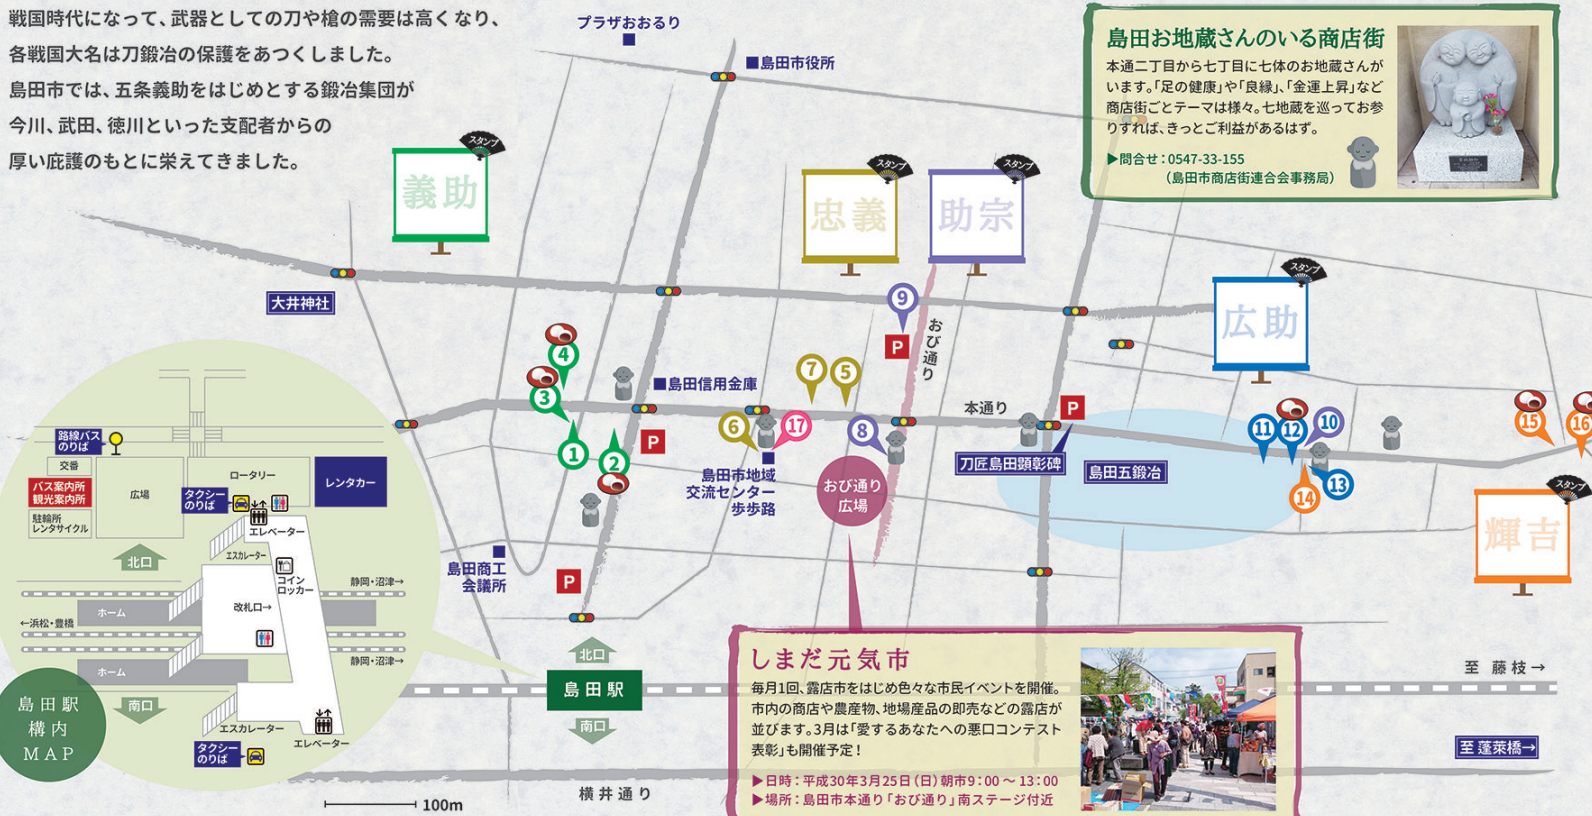 戦国時代になって、武器としての刀や槍の需要は高くなり、
各戦国大名は刀鍛冶の保護をあつくしました。
島田市では、五条義助をはじめとする鍛冶集団が
今川、武田、徳川といった支配者からの
厚い庇護のもとに栄えてきました。
プラザおおるり
■島田市役所
島田お地蔵さんのいる商店街
本通二丁目から七丁目に七体のお地蔵さんが
います。「足の健康」や「良縁」、「金運上昇」など
商店街ごとテーマは様々。七地蔵を巡ってお参
りすれば、きっとご利益があるはず。
▶問合せ：0547-33-155
（島田市商店街連合会事務局）
スタンプ
義助
スタンプ
忠義
スタンプ
助宗
スタンプ
広助
スタンプ
輝吉
大井神社
9
P
おび通り
4
3
1
2
P
■島田信用金庫
7
5
6
17
8
本通り
P
島田市地域
交流センター
歩歩路
おび通り
広場
刀匠島田顕彰碑
島田五鍛冶
11
12
10
13
14
15
16
島田商工
会議所
P
北口
島田駅
南口
路線バス
のりば
交番
バス案内所
観光案内所
駐輪所
レンタサイクル
広場
ロータリー
レンタカー
タクシー
のりば
エレベーター
エスカレーター
コイン
ロッカー
北口
改札口→
ホーム
静岡・沼津→
←浜松・豊橋
静岡・沼津→
ホーム
南口
エスカレーター
エレベーター
タクシー
のりば
島田駅
構内
MAP
100m
横井通り
しまだ元気市
毎月1回、露店市をはじめ色々な市民イベントを開催。
市内の商店や農産物、地場産品の即売などの露店が
並びます。3月は「愛するあなたへの悪口コンテスト
表彰」も開催予定！
▶日時：平成30年3月25日（日）朝市9：00～13：00
▶場所：島田市本通り「おび通り」南ステージ付近
至 藤枝→
至 蓬莱橋→